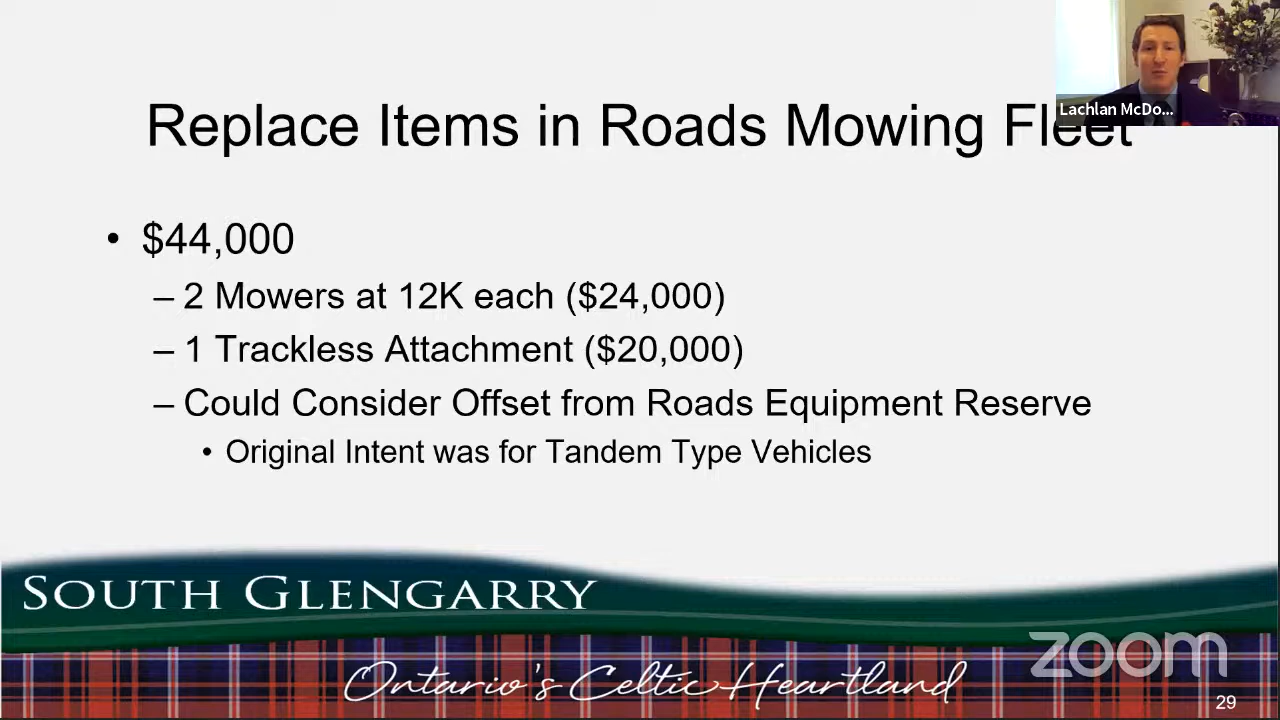 Lachlan McDo...
Replace Items in Roads Mowing Fleet
• $44,000
– 2 Mowers at 12K each ($24,000)
– 1 Trackless Attachment ($20,000)
– Could Consider Offset from Roads Equipment Reserve
• Original Intent was for Tandem Type Vehicles
SOUTH GLENGARRY
Ontario's Celtic Heartland
zoom
29